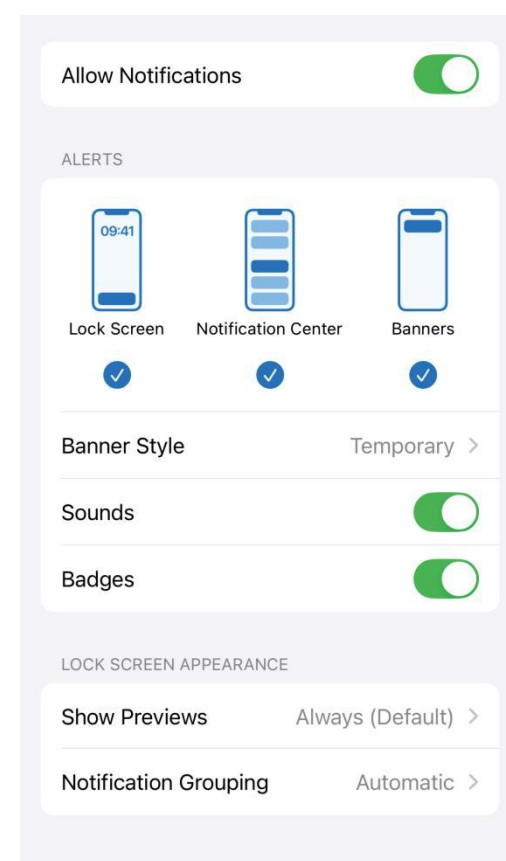 Allow Notifications
ALERTS
09:41
Lock Screen Notification Center Banners
Banner Style Temporary
Sounds
Badges
LOCK SCREEN APPEARANCE
Show Previews Always (Default)
Notification Grouping Automatic